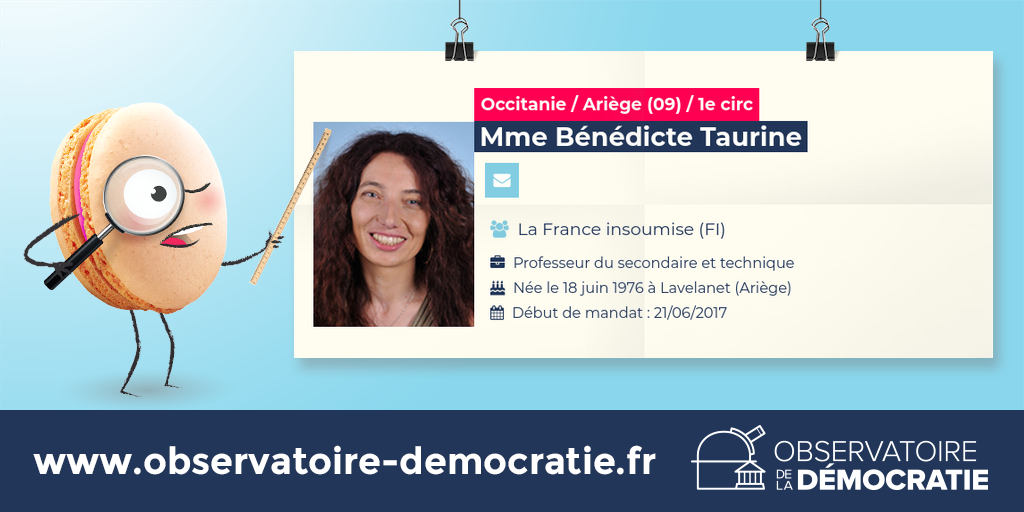 Occitanie / Ariège (09) / 1e circ
Mme Bénédicte Taurine
La France insoumise (FI)
Professeur du secondaire et technique
Née le 18 juin 1976 à Lavelanet (Ariège)
Début de mandat : 21/06/2017
www.observatoire-democratie.fr
OBSERVATOIRE
DE LA DÉMOCRATIE